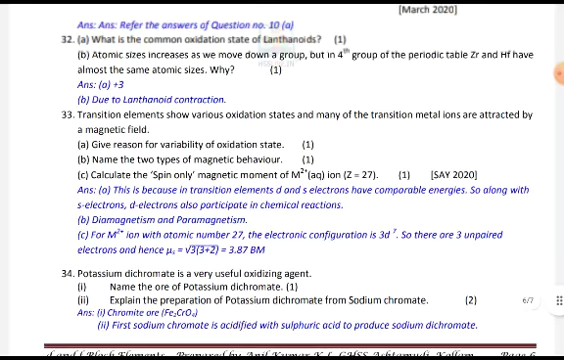 [March 2020]
Ans: Ans: Refer the answers of Question no. 10 (a)
32. (a) What is the common oxidation state of Lanthanoids? (1)
(b) Atomic sizes increases as we move down a group, but in 4th group of the periodic table Zr and Hf have
almost the same atomic sizes. Why? (1)
Ans: (a) +3
(b) Due to Lanthanoid contraction.
33. Transition elements show various oxidation states and many of the transition metal ions are attracted by
a magnetic field.
(a) Give reason for variability of oxidation state. (1)
(b) Name the two types of magnetic behaviour. (1)
(c) Calculate the 'Spin only' magnetic moment of M²⁺(aq) ion (Z = 27). (1) [SAY 2020]
Ans: (a) This is because in transition elements d and s electrons have comparable energies. So along with
s-electrons, d-electrons also participate in chemical reactions.
(b) Diamagnetism and Paramagnetism.
(c) For M²⁺ ion with atomic number 27, the electronic configuration is 3d ⁷. So there are 3 unpaired
electrons and hence μₛ = √3(3+2) = 3.87 BM
34. Potassium dichromate is a very useful oxidizing agent.
(i) Name the ore of Potassium dichromate. (1)
(ii) Explain the preparation of Potassium dichromate from Sodium chromate. (2)
6/7
Ans: (i) Chromite ore (Fe₂CrO₄)
(ii) First sodium chromate is acidified with sulphuric acid to produce sodium dichromate.